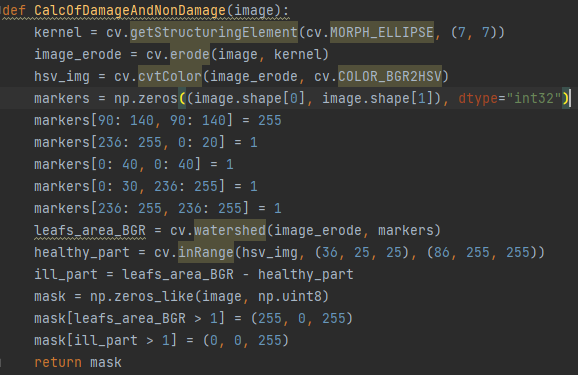 def CalcOfDamageAndNonDamage(image):
    kernel = cv.getStructuringElement(cv.MORPH_ELLIPSE, (7, 7))
    image_erode = cv.erode(image, kernel)
    hsv_img = cv.cvtColor(image_erode, cv.COLOR_BGR2HSV)
    markers = np.zeros((image.shape[0], image.shape[1]), dtype="int32")
    markers[90: 140, 90: 140] = 255
    markers[236: 255, 0: 20] = 1
    markers[0: 40, 0: 40] = 1
    markers[0: 30, 236: 255] = 1
    markers[236: 255, 236: 255] = 1
    leafs_area_BGR = cv.watershed(image_erode, markers)
    healthy_part = cv.inRange(hsv_img, (36, 25, 25), (86, 255, 255))
    ill_part = leafs_area_BGR - healthy_part
    mask = np.zeros_like(image, np.uint8)
    mask[leafs_area_BGR > 1] = (255, 0, 255)
    mask[ill_part > 1] = (0, 0, 255)
    return mask